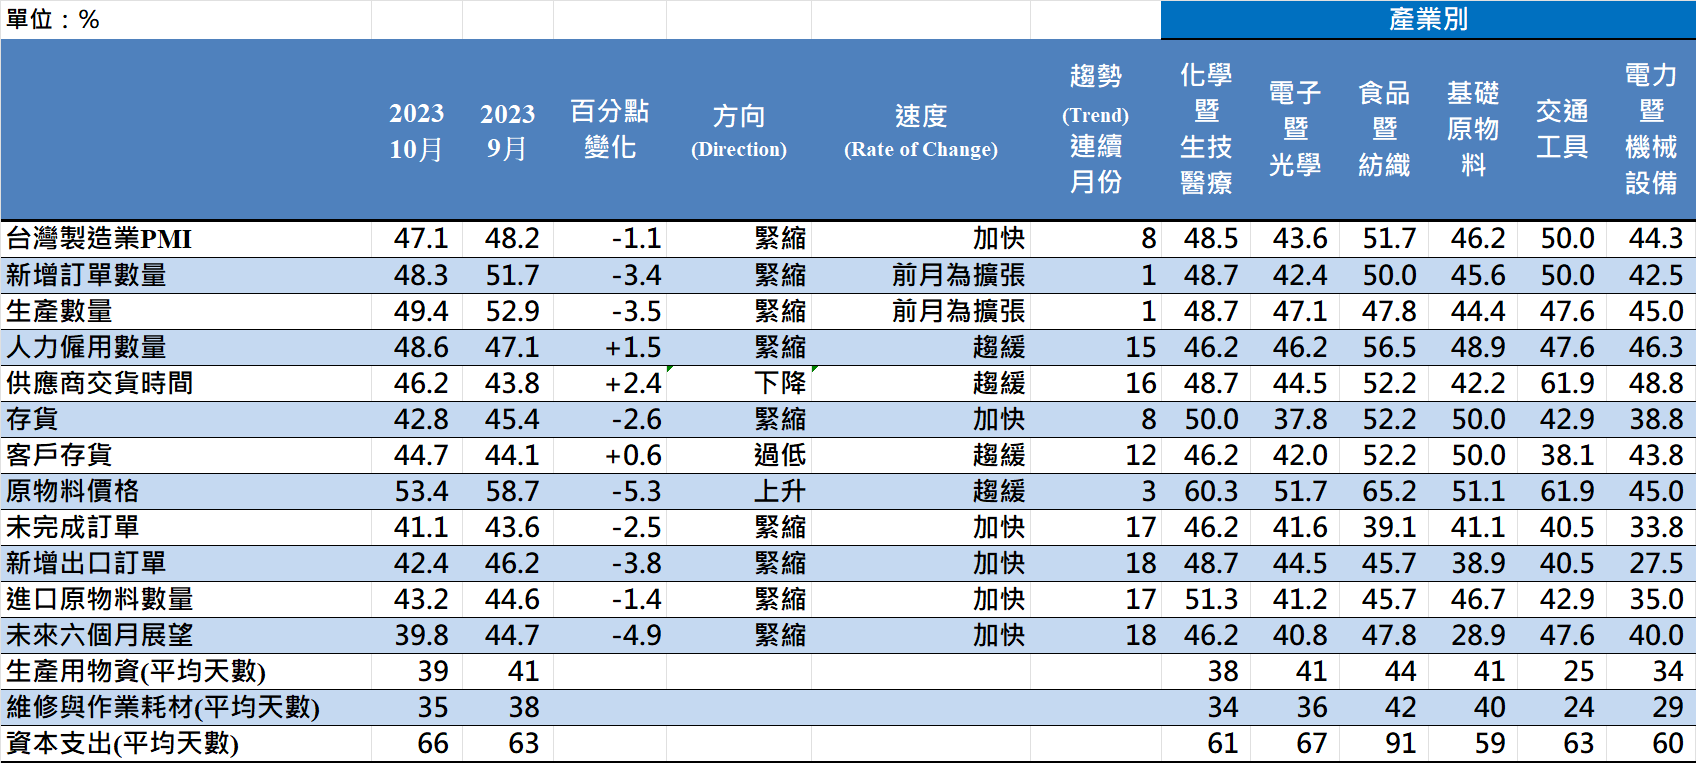 單位：% 產業別
2023 10月 2023 9月 百分點變化 方向 (Direction) 速度 (Rate of Change) 趨勢 (Trend) 連續月份 化學暨生技醫療 電子暨光學 食品暨紡織 基礎原物料 交通工具 電力暨機械設備
台灣製造業PMI 47.1 48.2 -1.1 緊縮 加快 8 48.5 43.6 51.7 46.2 50.0 44.3
新增訂單數量 48.3 51.7 -3.4 緊縮 前月為擴張 1 48.7 42.4 50.0 45.6 50.0 42.5
生產數量 49.4 52.9 -3.5 緊縮 前月為擴張 1 48.7 47.1 47.8 44.4 47.6 45.0
人力僱用數量 48.6 47.1 +1.5 緊縮 趨緩 15 46.2 46.2 56.5 48.9 47.6 46.3
供應商交貨時間 46.2 43.8 +2.4 下降 趨緩 16 48.7 44.5 52.2 42.2 61.9 48.8
存貨 42.8 45.4 -2.6 緊縮 加快 8 50.0 37.8 52.2 50.0 42.9 38.8
客戶存貨 44.7 44.1 +0.6 過低 趨緩 12 46.2 42.0 52.2 50.0 38.1 43.8
原物料價格 53.4 58.7 -5.3 上升 趨緩 3 60.3 51.7 65.2 51.1 61.9 45.0
未完成訂單 41.1 43.6 -2.5 緊縮 加快 17 46.2 41.6 39.1 41.1 40.5 33.8
新增出口訂單 42.4 46.2 -3.8 緊縮 加快 18 48.7 44.5 45.7 38.9 40.5 27.5
進口原物料數量 43.2 44.6 -1.4 緊縮 加快 17 51.3 41.2 45.7 46.7 42.9 35.0
未來六個月展望 39.8 44.7 -4.9 緊縮 加快 18 46.2 40.8 47.8 28.9 47.6 40.0
生產用物資(平均天數) 39 41 38 41 44 41 25 34
維修與作業耗材(平均天數) 35 38 34 36 42 40 24 29
資本支出(平均天數) 66 63 61 67 91 59 63 60